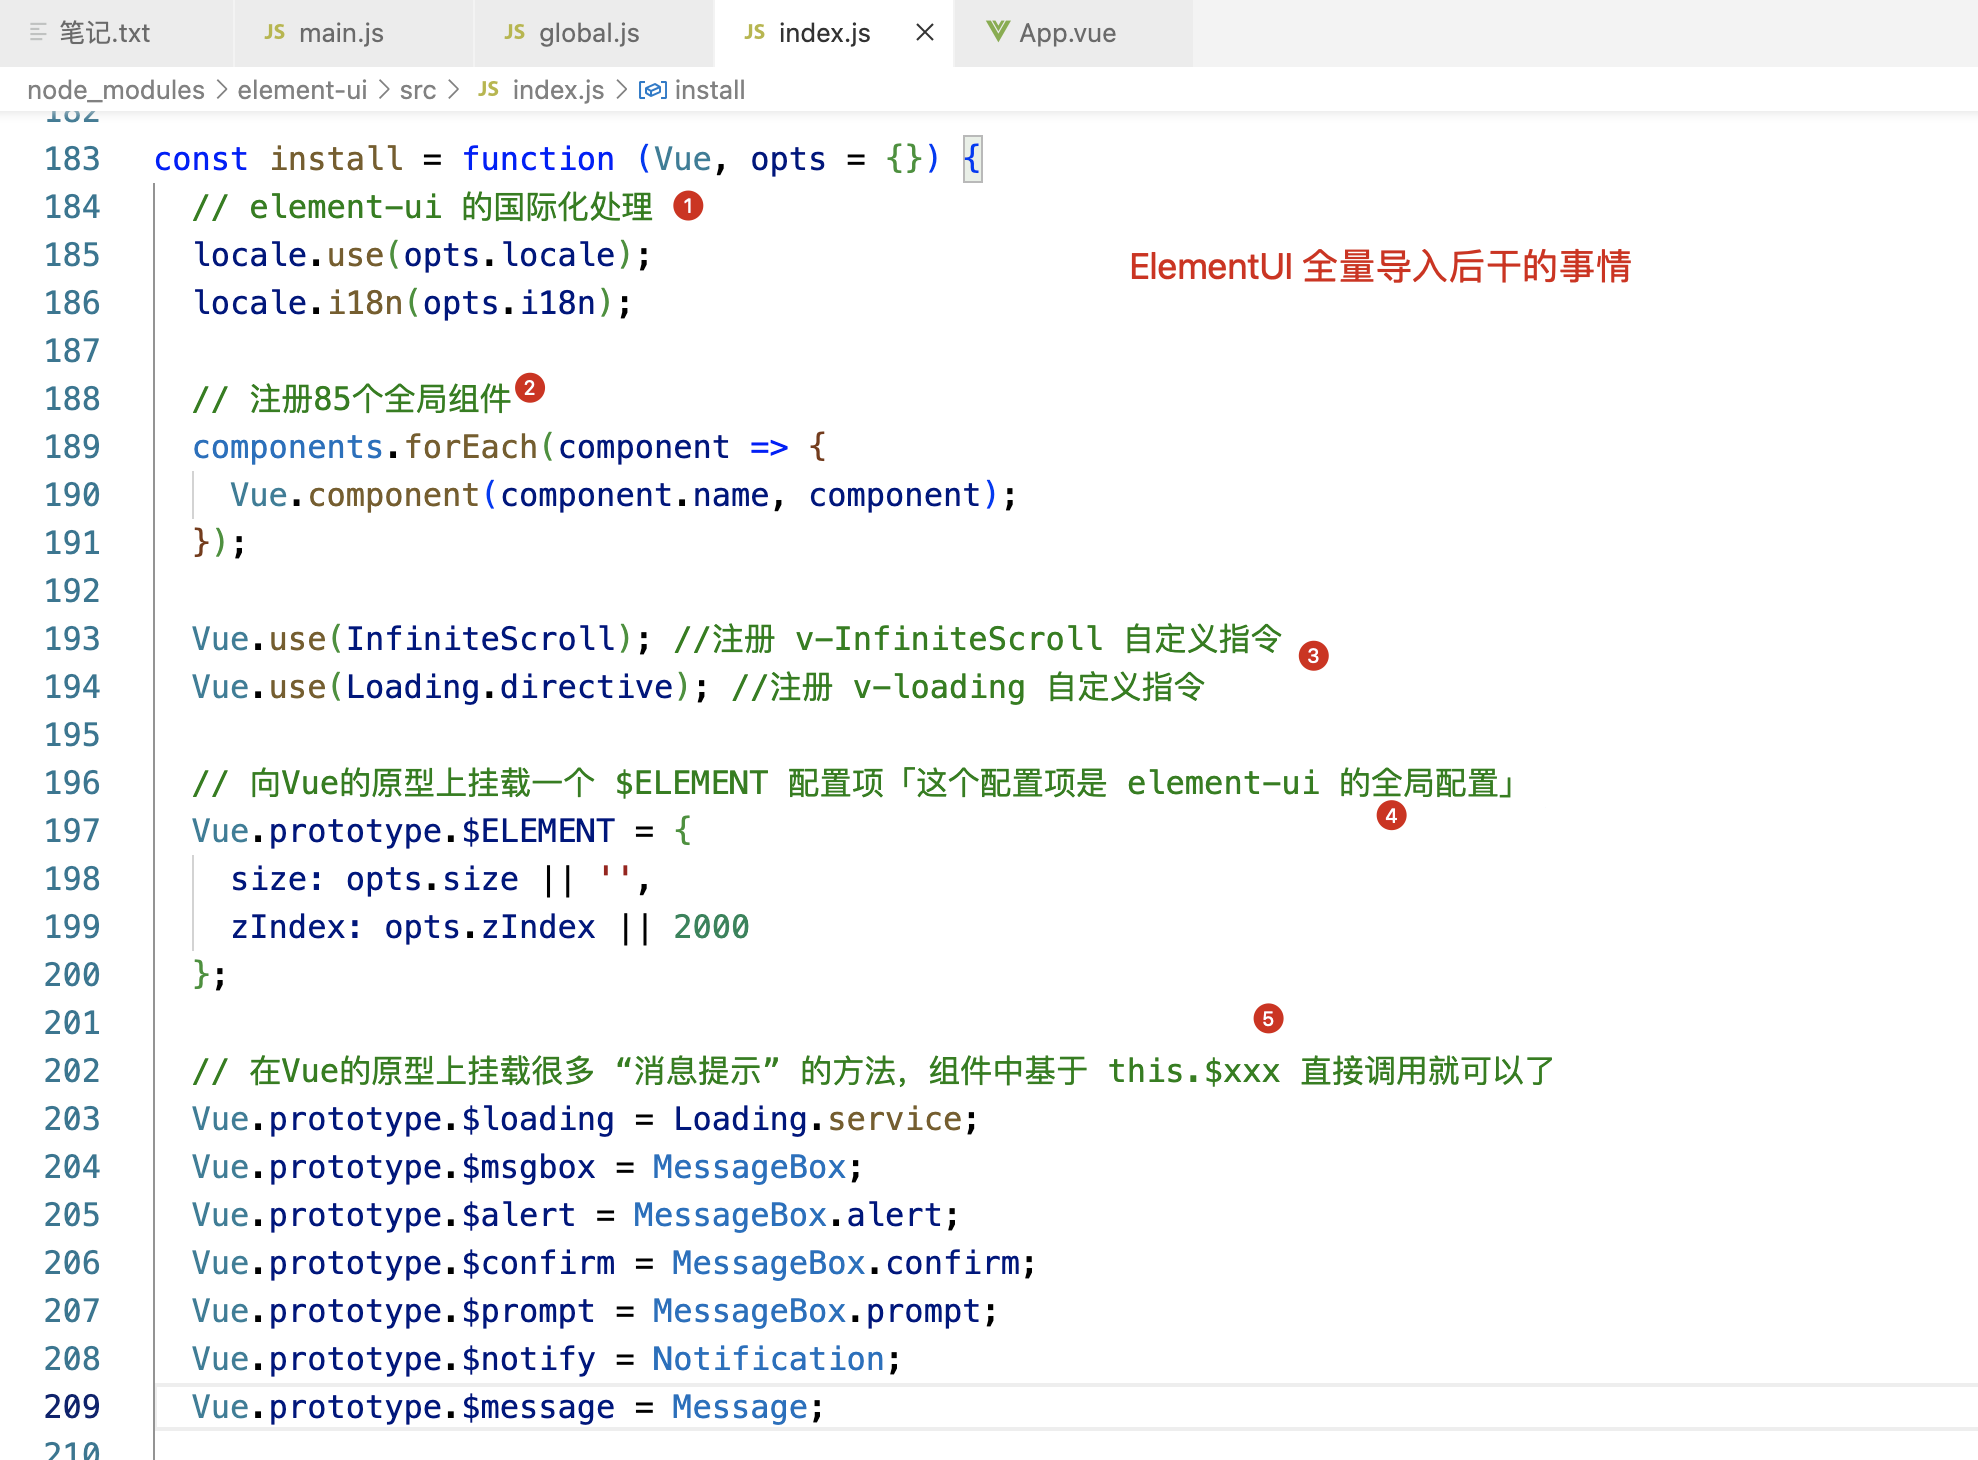 笔记.txt JS main.js JS global.js JS index.js × App.vue
node_modules > element-ui > src > JS index.js > install
182
183 const install = function (Vue, opts = {}) {
184 // element-ui 的国际化处理 1
185 locale.use(opts.locale);
ElementUI 全量导入后干的事情
186 locale.i18n(opts.i18n);
187
188 // 注册85个全局组件 2
189 components.forEach(component => {
190 Vue.component(component.name, component);
191 });
192
193 Vue.use(InfiniteScroll); //注册 v-InfiniteScroll 自定义指令 3
194 Vue.use(Loading.directive); //注册 v-loading 自定义指令
195
196 // 向Vue的原型上挂载一个 $ELEMENT 配置项「这个配置项是 element-ui 的全局配置」
4
197 Vue.prototype.$ELEMENT = {
198 size: opts.size || '',
199 zIndex: opts.zIndex || 2000
200 };
201 5
202 // 在Vue的原型上挂载很多 “消息提示” 的方法，组件中基于 this.$xxx 直接调用就可以了
203 Vue.prototype.$loading = Loading.service;
204 Vue.prototype.$msgbox = MessageBox;
205 Vue.prototype.$alert = MessageBox.alert;
206 Vue.prototype.$confirm = MessageBox.confirm;
207 Vue.prototype.$prompt = MessageBox.prompt;
208 Vue.prototype.$notify = Notification;
209 Vue.prototype.$message = Message;
210